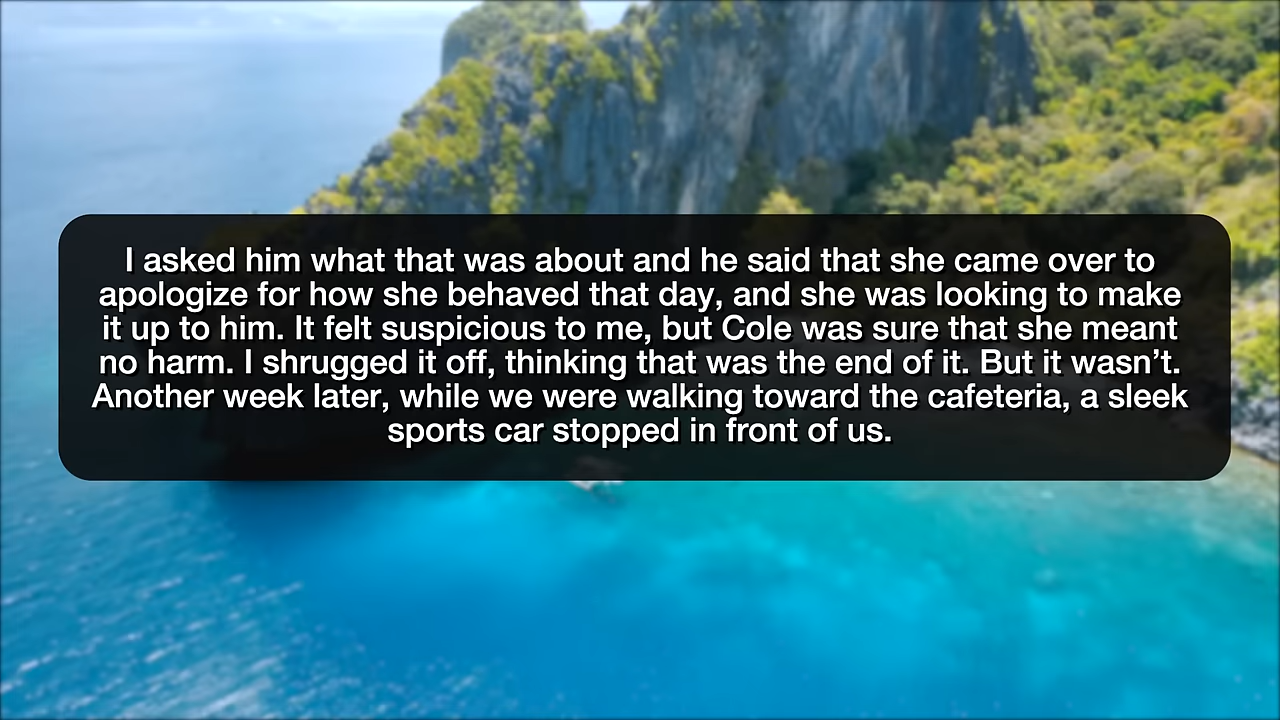 I asked him what that was about and he said that she came over to
apologize for how she behaved that day, and she was looking to make
it up to him. It felt suspicious to me, but Cole was sure that she meant
no harm. I shrugged it off, thinking that was the end of it. But it wasn’t.
Another week later, while we were walking toward the cafeteria, a sleek
sports car stopped in front of us.